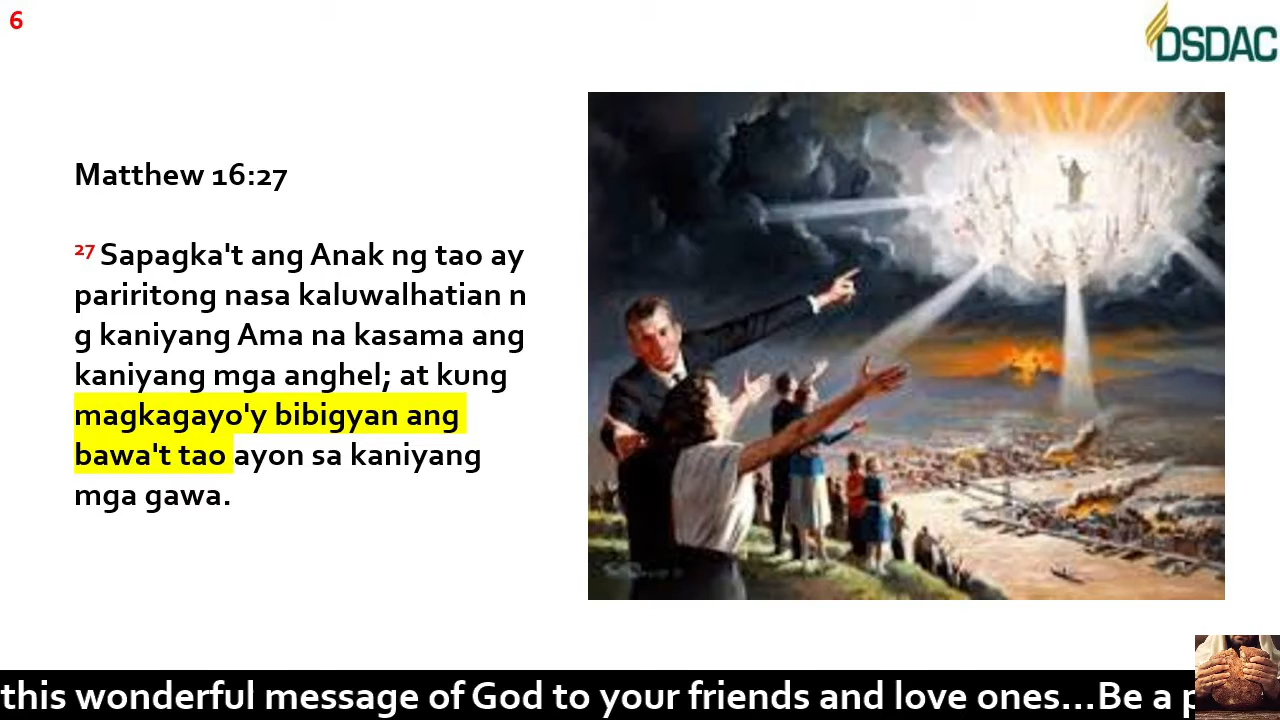 6
DSDAC
Matthew 16:27
27 Sapagka't ang Anak ng tao ay
pariritong nasa kaluwalhatian n
g kaniyang Ama na kasama ang
kaniyang mga anghel; at kung
magkagayo'y bibigyan ang
bawa't tao ayon sa kaniyang
mga gawa.
this wonderful message of God to your friends and love ones...Be a